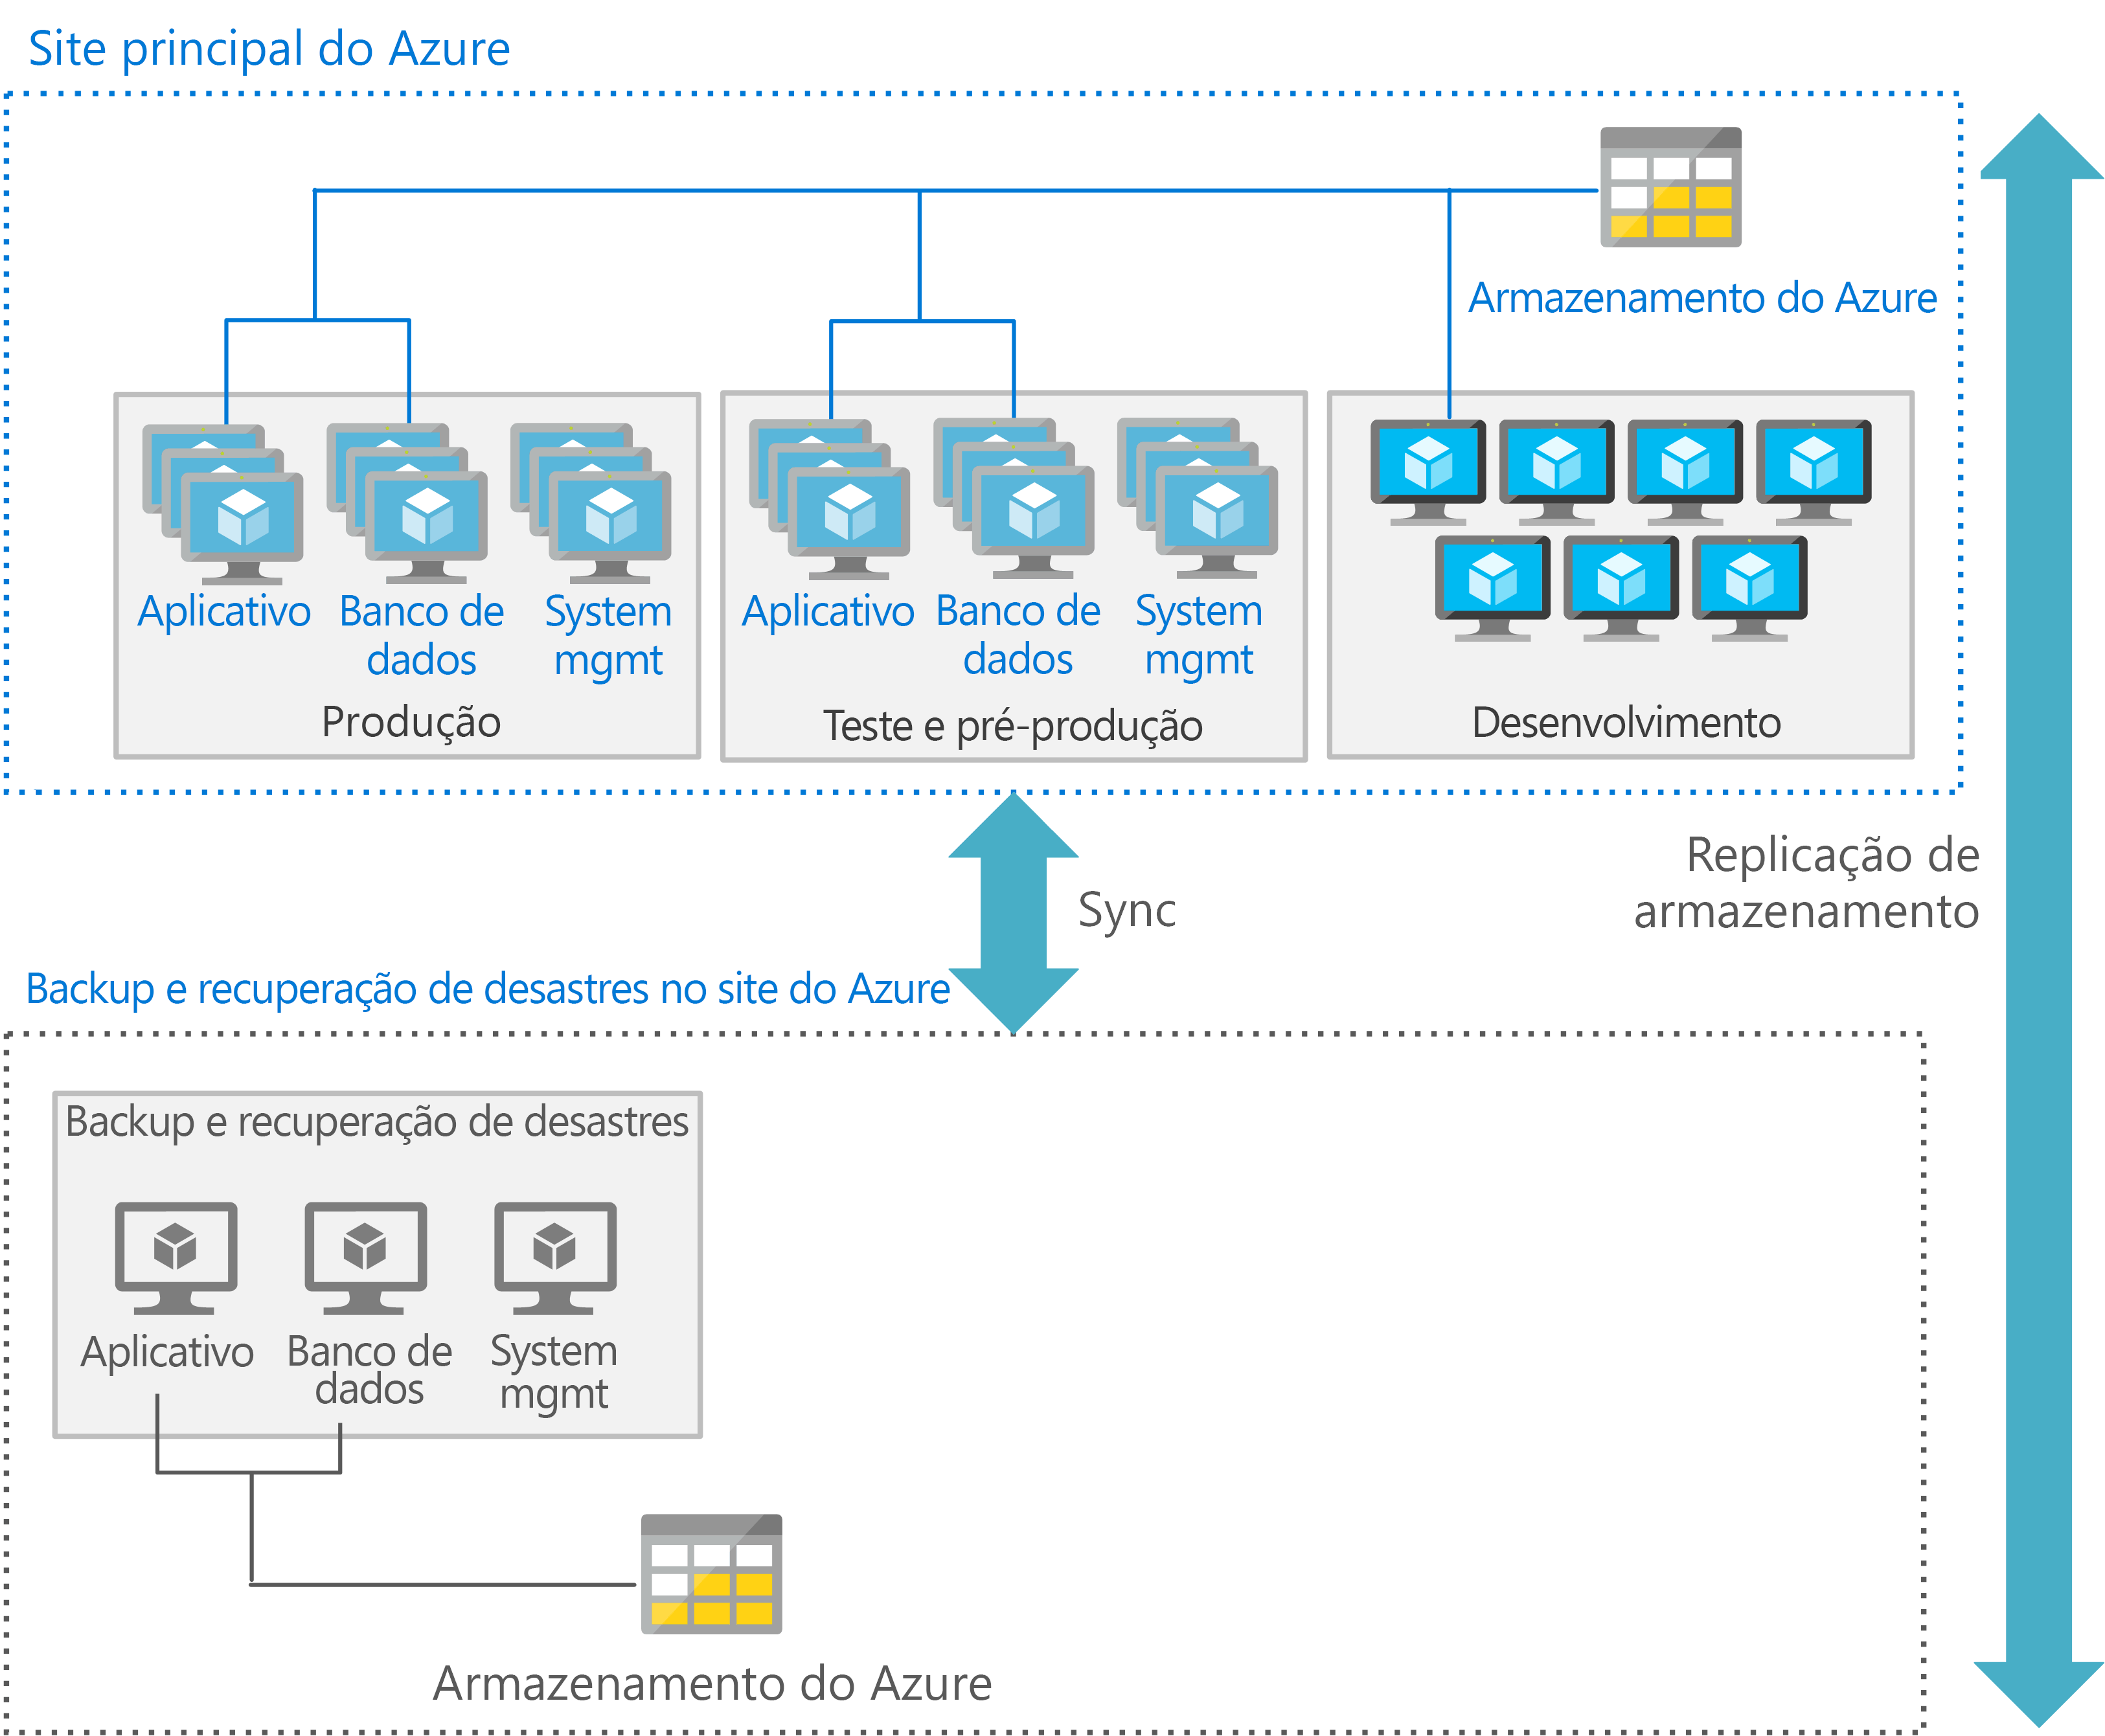 Site principal do Azure
Armazenamento do Azure
Aplicativo
Banco de
dados
System
mgmt
Produção
Aplicativo
Banco de
dados
System
mgmt
Teste e pré-produção
Desenvolvimento
Sync
Replicação de
armazenamento
Backup e recuperação de desastres no site do Azure
Backup e recuperação de desastres
Aplicativo
Banco de
dados
System
mgmt
Armazenamento do Azure